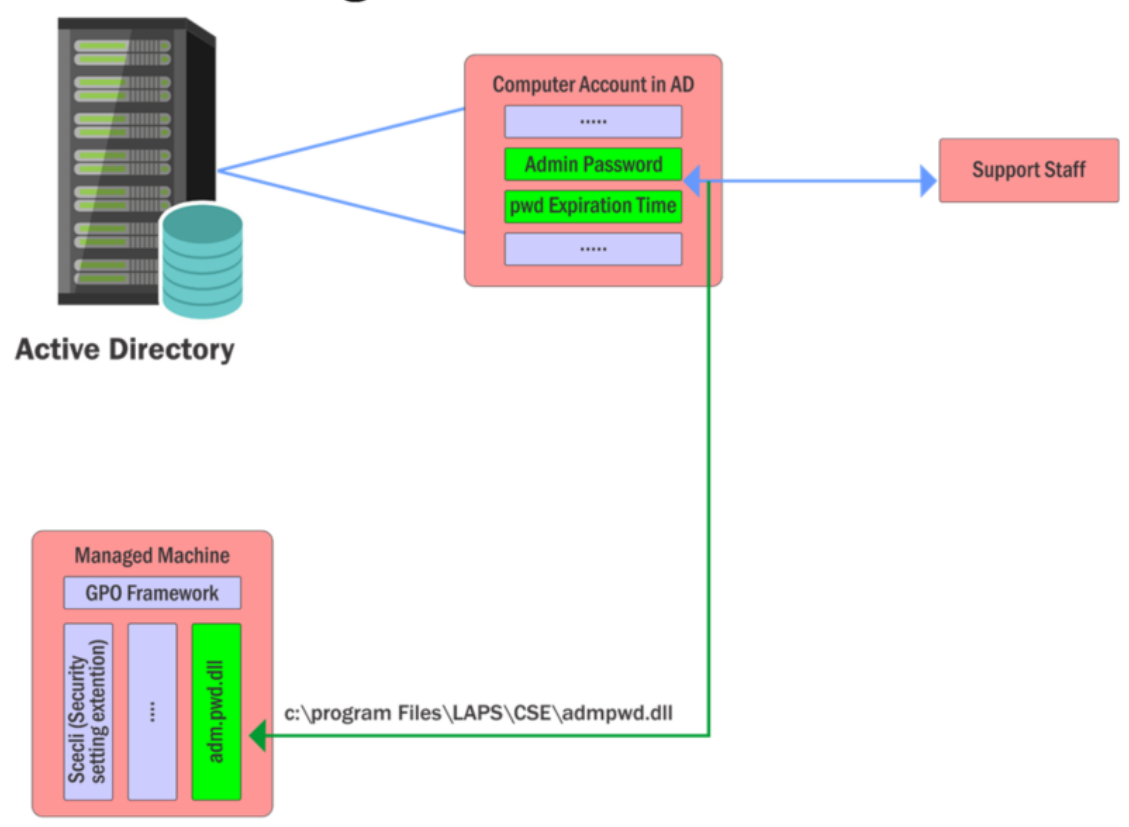 Computer Account in AD
.....
Admin Password
pwd Expiration Time
.....
Support Staff
Active Directory
Managed Machine
GPO Framework
Scecli (Security
setting extention)
....
adm.pwd.dll
c:\program Files\LAPS\CSE\admpwd.dll